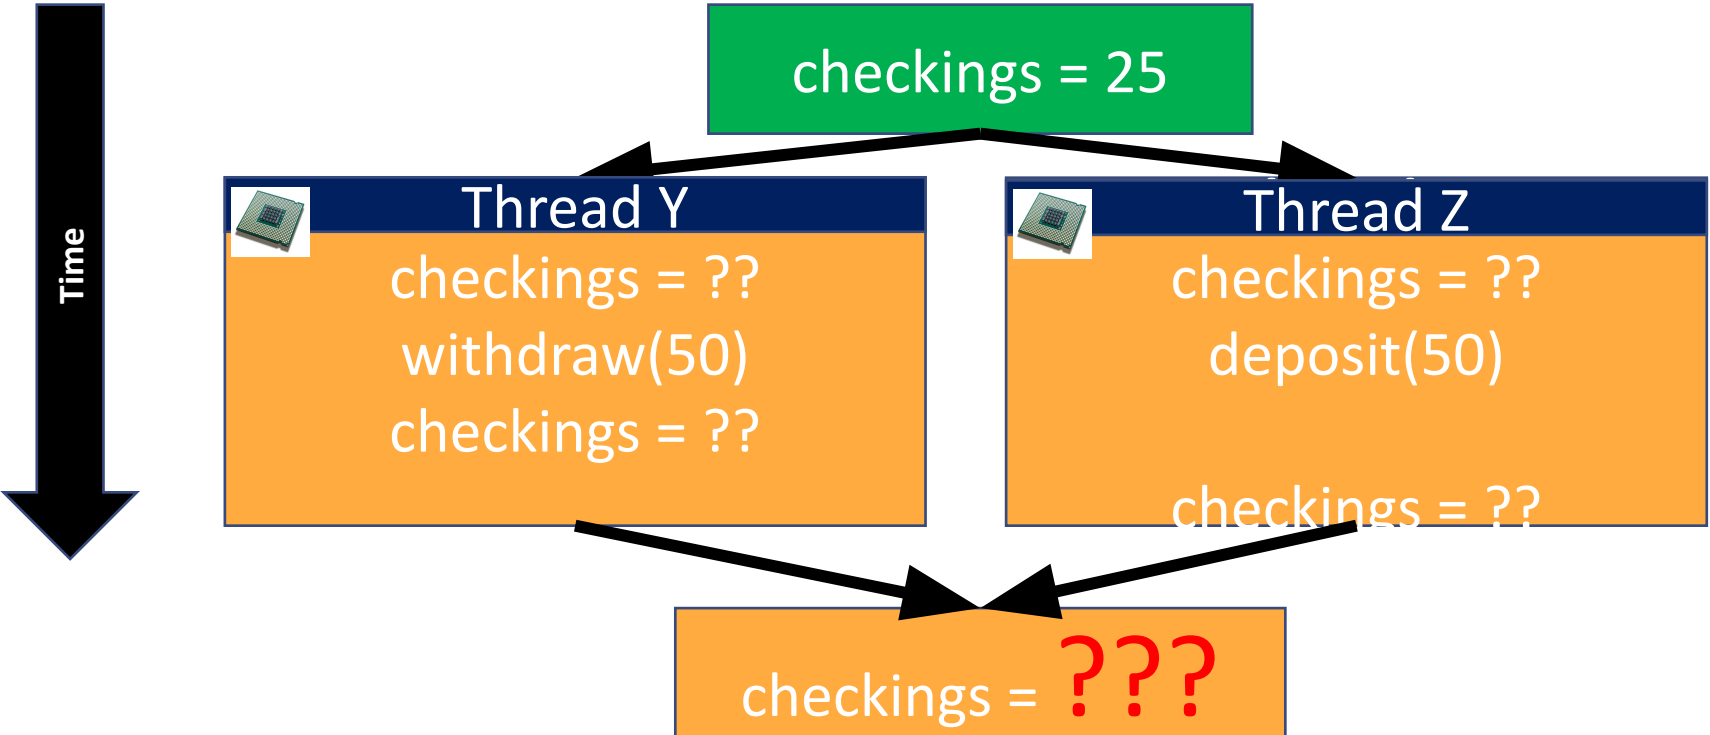 checkings = 25
Time
Thread Y
checkings = ??
withdraw(50)
checkings = ??
Thread Z
checkings = ??
deposit(50)
checkings = ??
checkings = ???